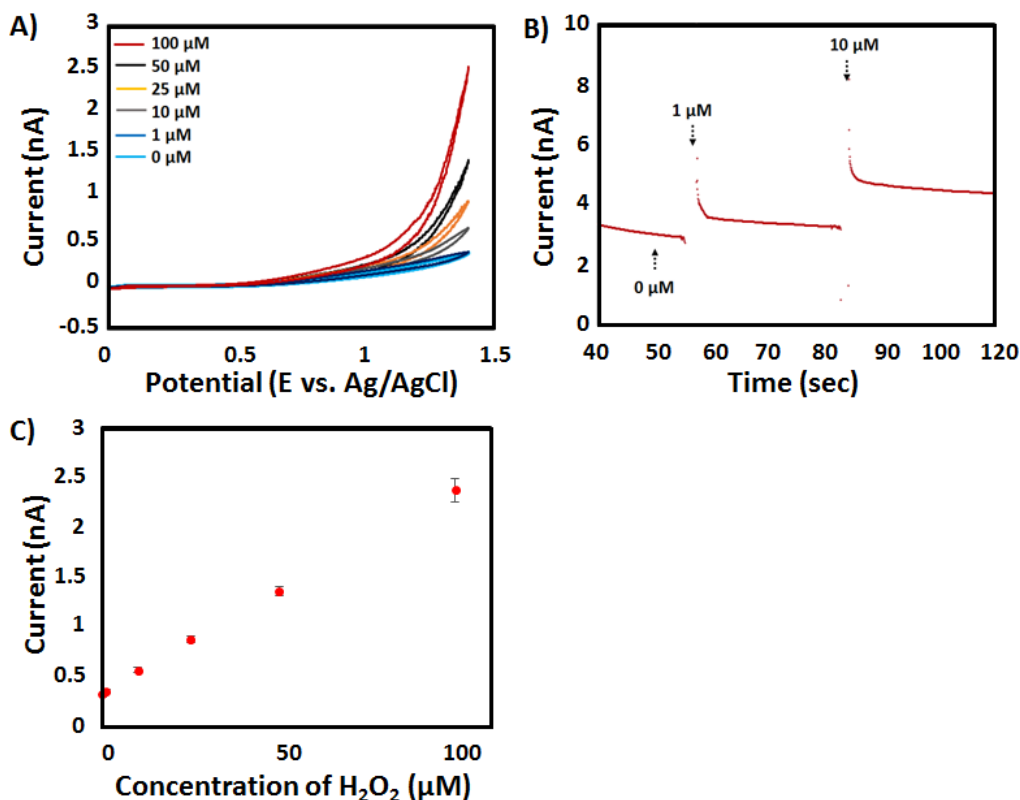 A)
Current (nA)
3
2.5
2
1.5
1
0.5
0
-0.5
100 µM
50 µM
25 µM
10 µM
1 µM
0 µM
0
0.5
1
1.5
Potential (E vs. Ag/AgCl)
B)
Current (nA)
10
8
6
4
2
0
1 µM
10 µM
0 µM
40
50
60
70
80
90
100
120
Time (sec)
C)
Current (nA)
3
2.5
2
1.5
1
0.5
0
0
50
100
Concentration of H₂O₂ (µM)